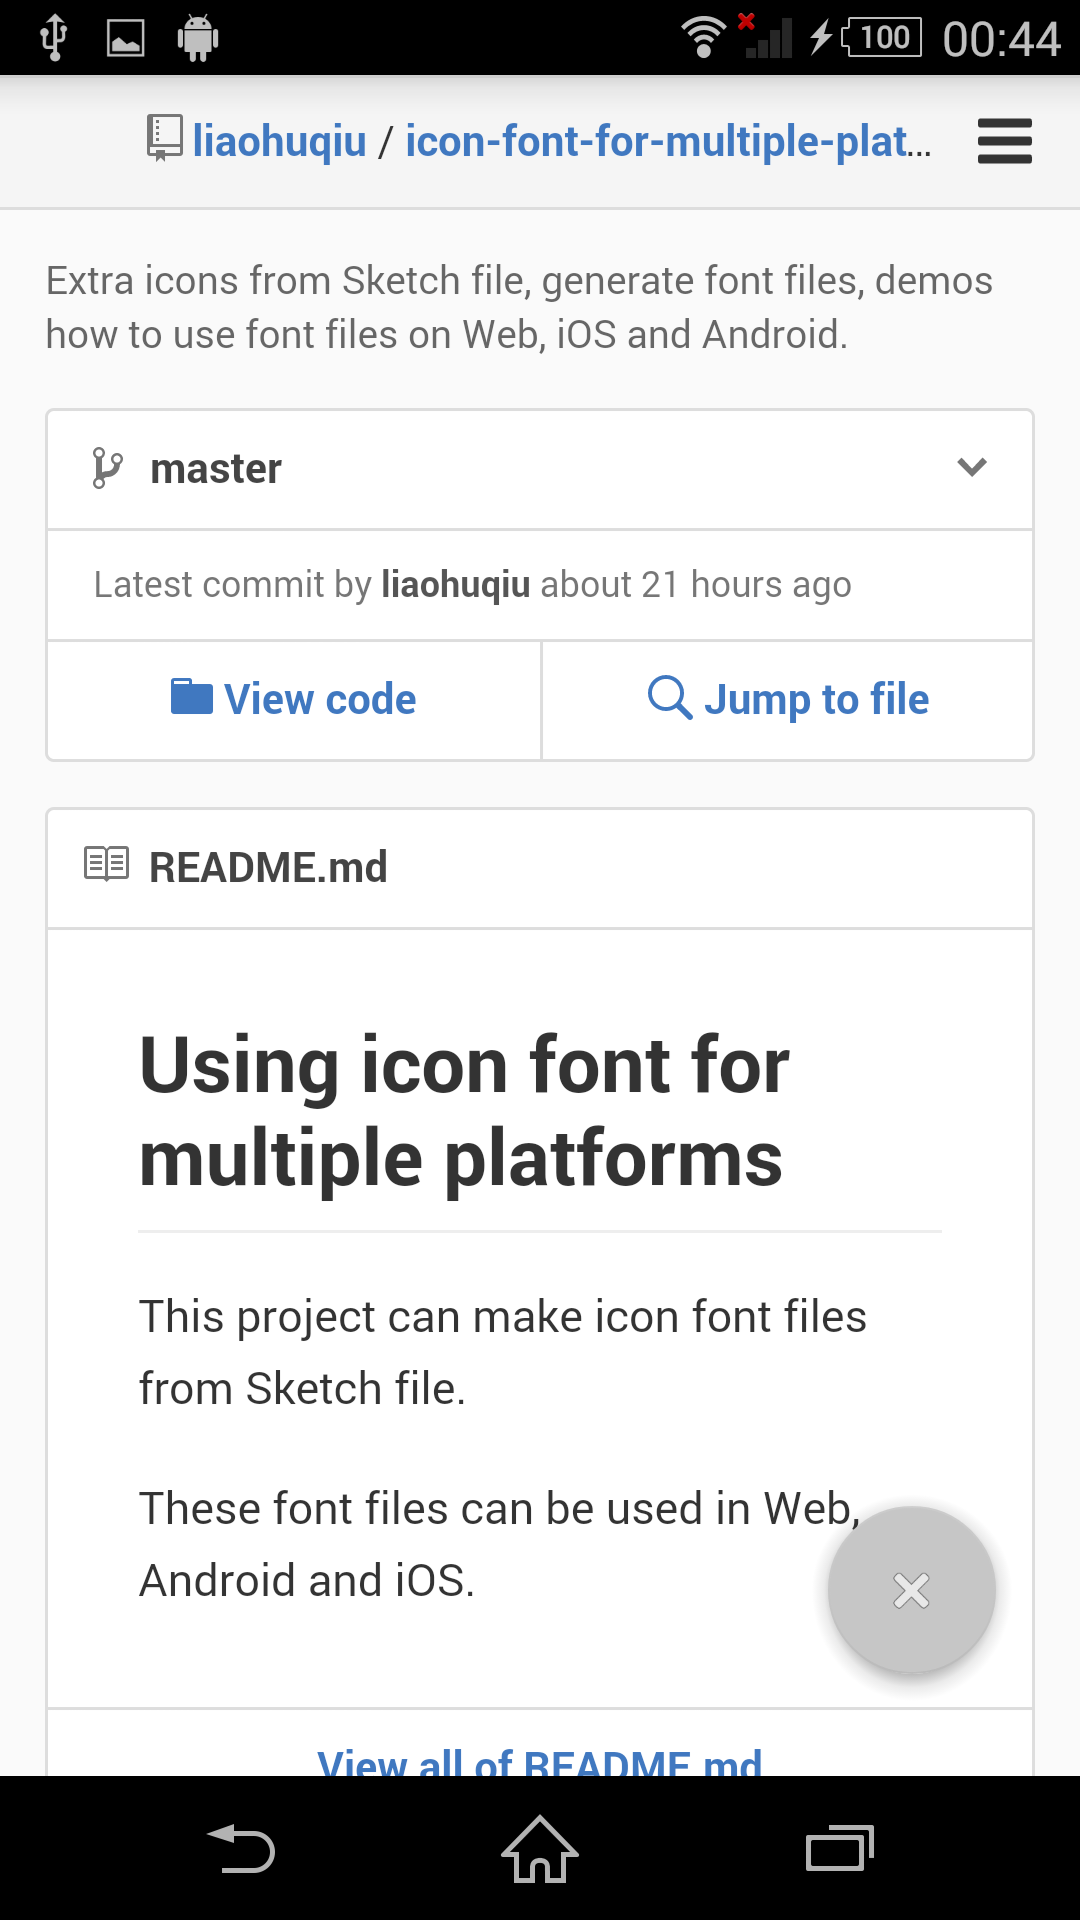 100 00:44
liaohuqiu / icon-font-for-multiple-plat...
Extra icons from Sketch file, generate font files, demos
how to use font files on Web, iOS and Android.
master
Latest commit by liaohuqiu about 21 hours ago
View code Jump to file
README.md
Using icon font for
multiple platforms
This project can make icon font files
from Sketch file.
These font files can be used in Web,
Android and iOS.
View all of README.md